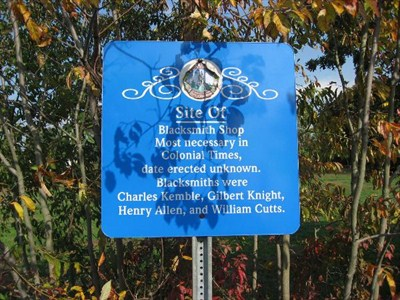 Site Of
Blacksmith Shop
Most necessary in
Colonial Times,
date erected unknown.
Blacksmiths were
Charles Kemble, Gilbert Knight,
Henry Allen, and William Cutts.